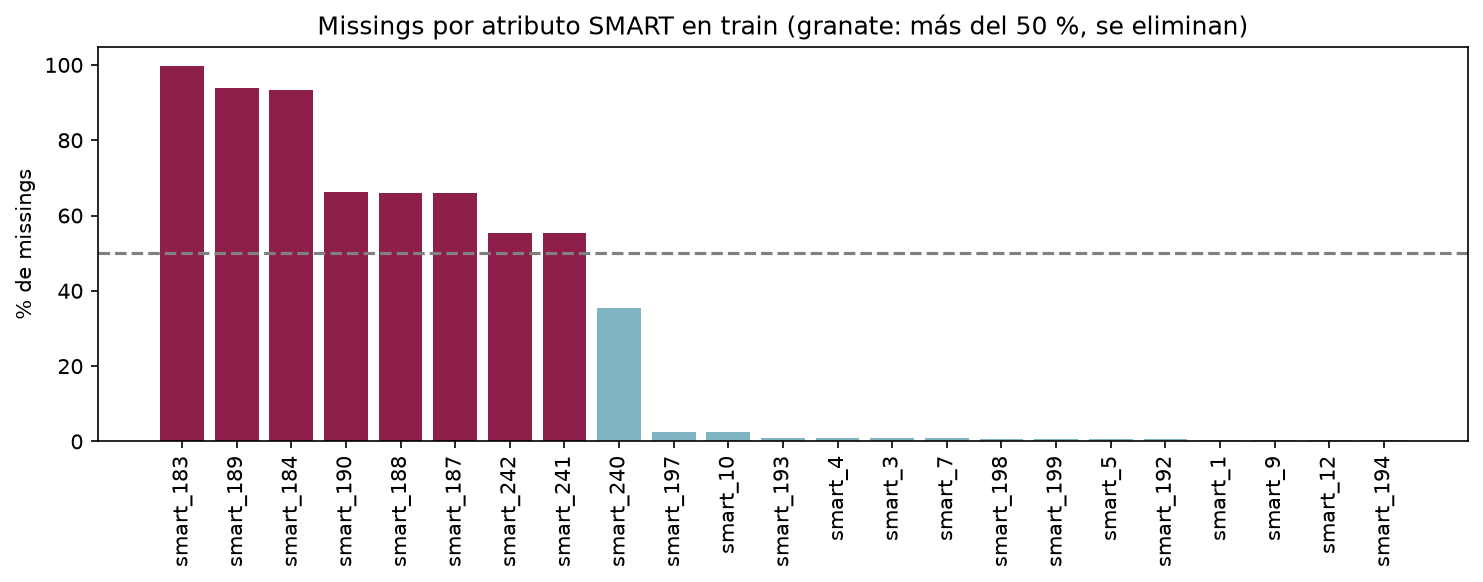 Missings por atributo SMART en train (granate: más del 50 %, se eliminan)
% de missings
100
80
60
40
20
0
smart_183
smart_189
smart_184
smart_190
smart_188
smart_187
smart_242
smart_241
smart_240
smart_197
smart_10
smart_193
smart_4
smart_3
smart_7
smart_198
smart_199
smart_5
smart_192
smart_1
smart_9
smart_12
smart_194